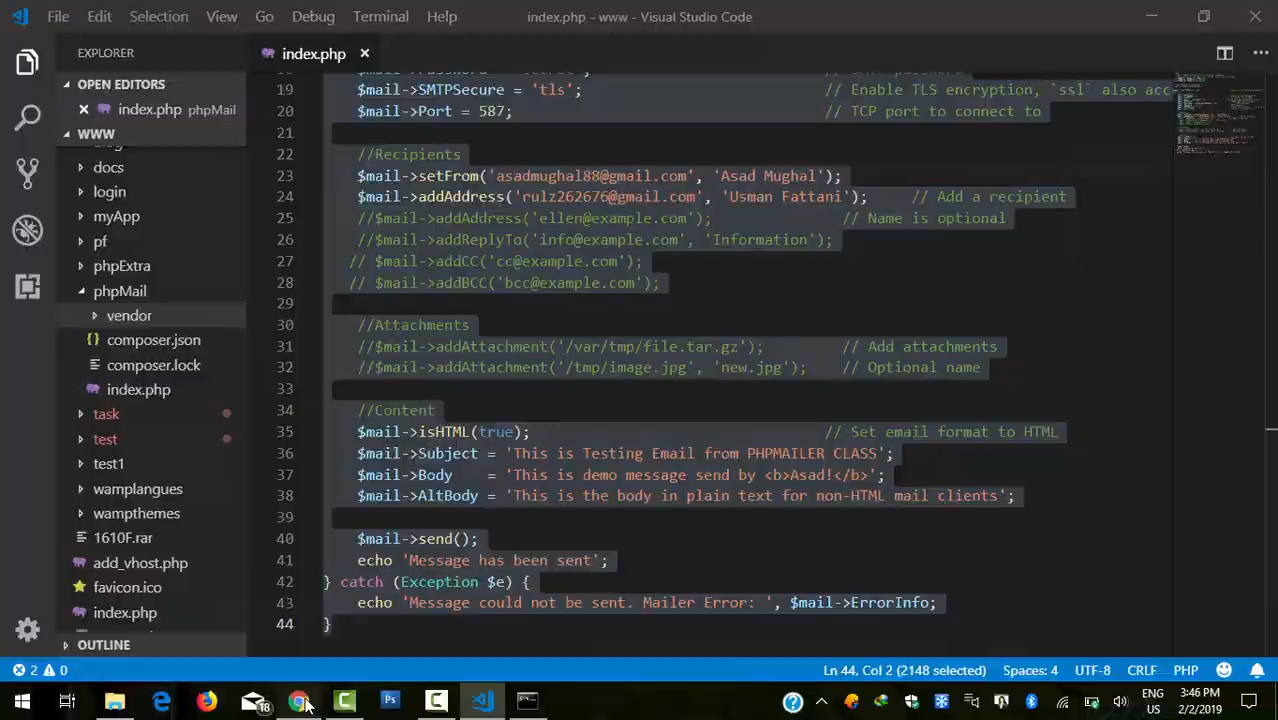 File Edit Selection View Go Debug Terminal Help index.php - www - Visual Studio Code
EXPLORER
OPEN EDITORS
index.php phpMail
WWW
docs
login
myApp
pf
phpExtra
phpMail
vendor
composer.json
composer.lock
index.php
task
test
test1
wamplangues
wampthemes
1610F.rar
add_vhost.php
favicon.ico
index.php
OUTLINE
index.php
19 $mail->SMTPSecure = 'tls'; // Enable TLS encryption, `ssl` also acc
20 $mail->Port = 587; // TCP port to connect to
21
22 //Recipients
23 $mail->setFrom('asadmughal88@gmail.com', 'Asad Mughal');
24 $mail->addAddress('rulz262676@gmail.com', 'Usman Fattani'); // Add a recipient
25 //$mail->addAddress('ellen@example.com'); // Name is optional
26 //$mail->addReplyTo('info@example.com', 'Information');
27 // $mail->addCC('cc@example.com');
28 // $mail->addBCC('bcc@example.com');
29
30 //Attachments
31 //$mail->addAttachment('/var/tmp/file.tar.gz'); // Add attachments
32 //$mail->addAttachment('/tmp/image.jpg', 'new.jpg'); // Optional name
33
34 //Content
35 $mail->isHTML(true); // Set email format to HTML
36 $mail->Subject = 'This is Testing Email from PHPMAILER CLASS';
37 $mail->Body = 'This is demo message send by <b>Asad!</b>';
38 $mail->AltBody = 'This is the body in plain text for non-HTML mail clients';
39
40 $mail->send();
41 echo 'Message has been sent';
42 } catch (Exception $e) {
43 echo 'Message could not be sent. Mailer Error: ', $mail->ErrorInfo;
44 }
2 0 Ln 44, Col 2 (2148 selected) Spaces: 4 UTF-8 CRLF PHP
18 Ps ENG 3:46 PM
US 2/2/2019